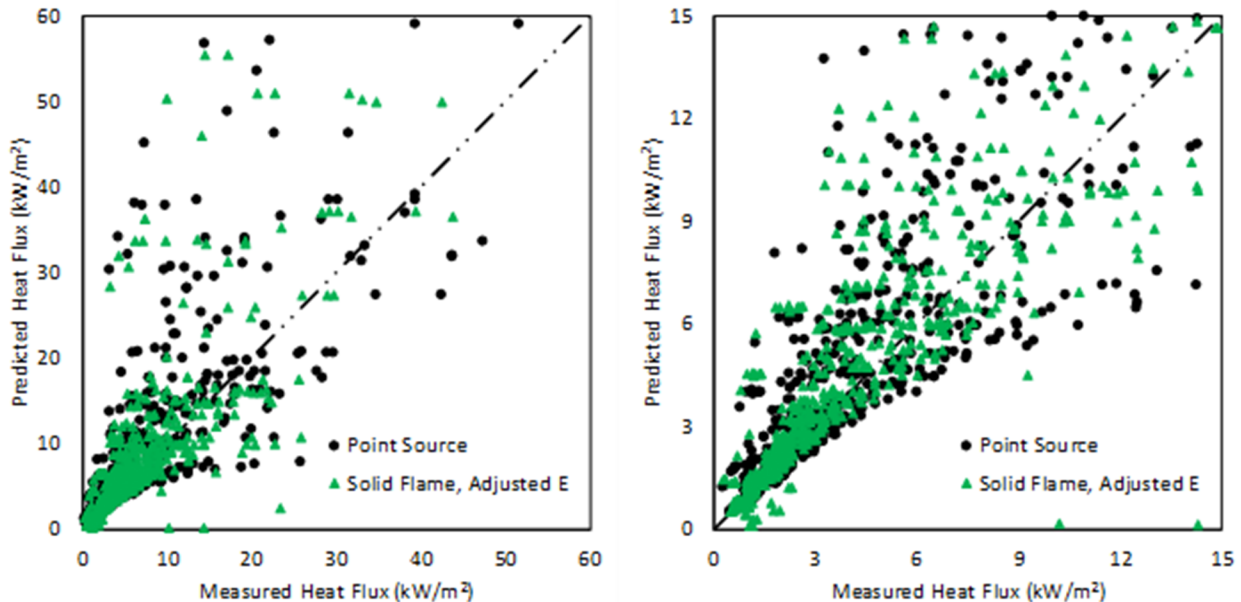 Predicted Heat Flux (kW/m²)
60
50
40
30
20
10
0
0 10 20 30 40 50 60
Measured Heat Flux (kW/m²)
Point Source
Solid Flame, Adjusted E
Predicted Heat Flux (kW/m²)
15
12
9
6
3
0
0 3 6 9 12 15
Measured Heat Flux (kW/m²)
Point Source
Solid Flame, Adjusted E